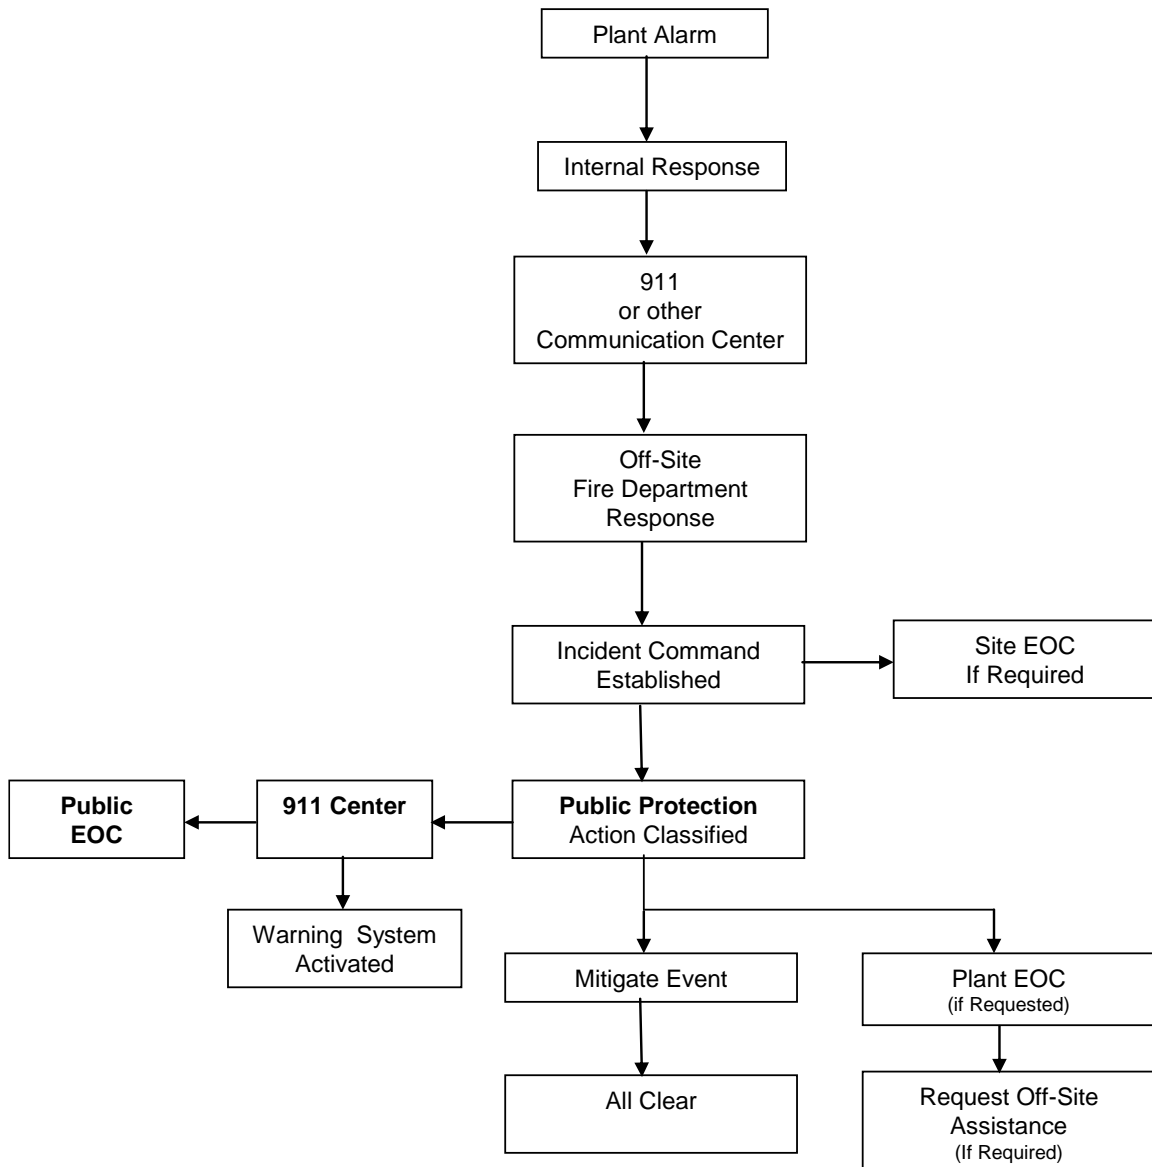 Plant Alarm
Internal Response
911
or other
Communication Center
Off-Site
Fire Department
Response
Incident Command
Established
Site EOC
If Required
Public
EOC
911 Center
Public Protection
Action Classified
Warning System
Activated
Mitigate Event
Plant EOC
(if Requested)
All Clear
Request Off-Site
Assistance
(If Required)